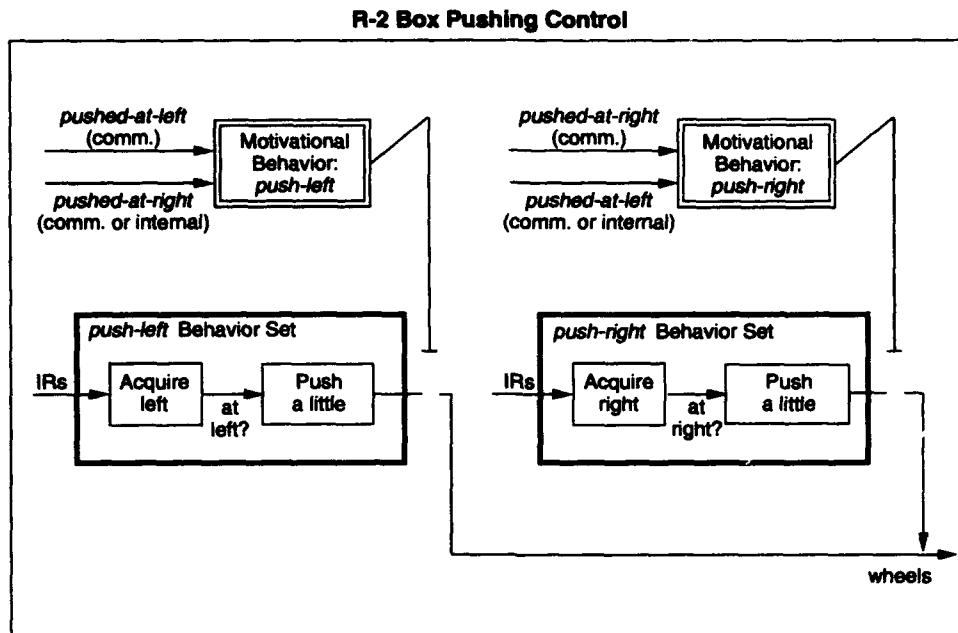 R-2 Box Pushing Control
pushed-at-left
(comm.)
pushed-at-right
(comm. or internal)
Motivational
Behavior:
push-left
pushed-at-right
(comm.)
pushed-at-left
(comm. or internal)
Motivational
Behavior:
push-right
push-left Behavior Set
IRs
Acquire
left
at
left?
Push
a little
push-right Behavior Set
IRs
Acquire
right
at
right?
Push
a little
wheels